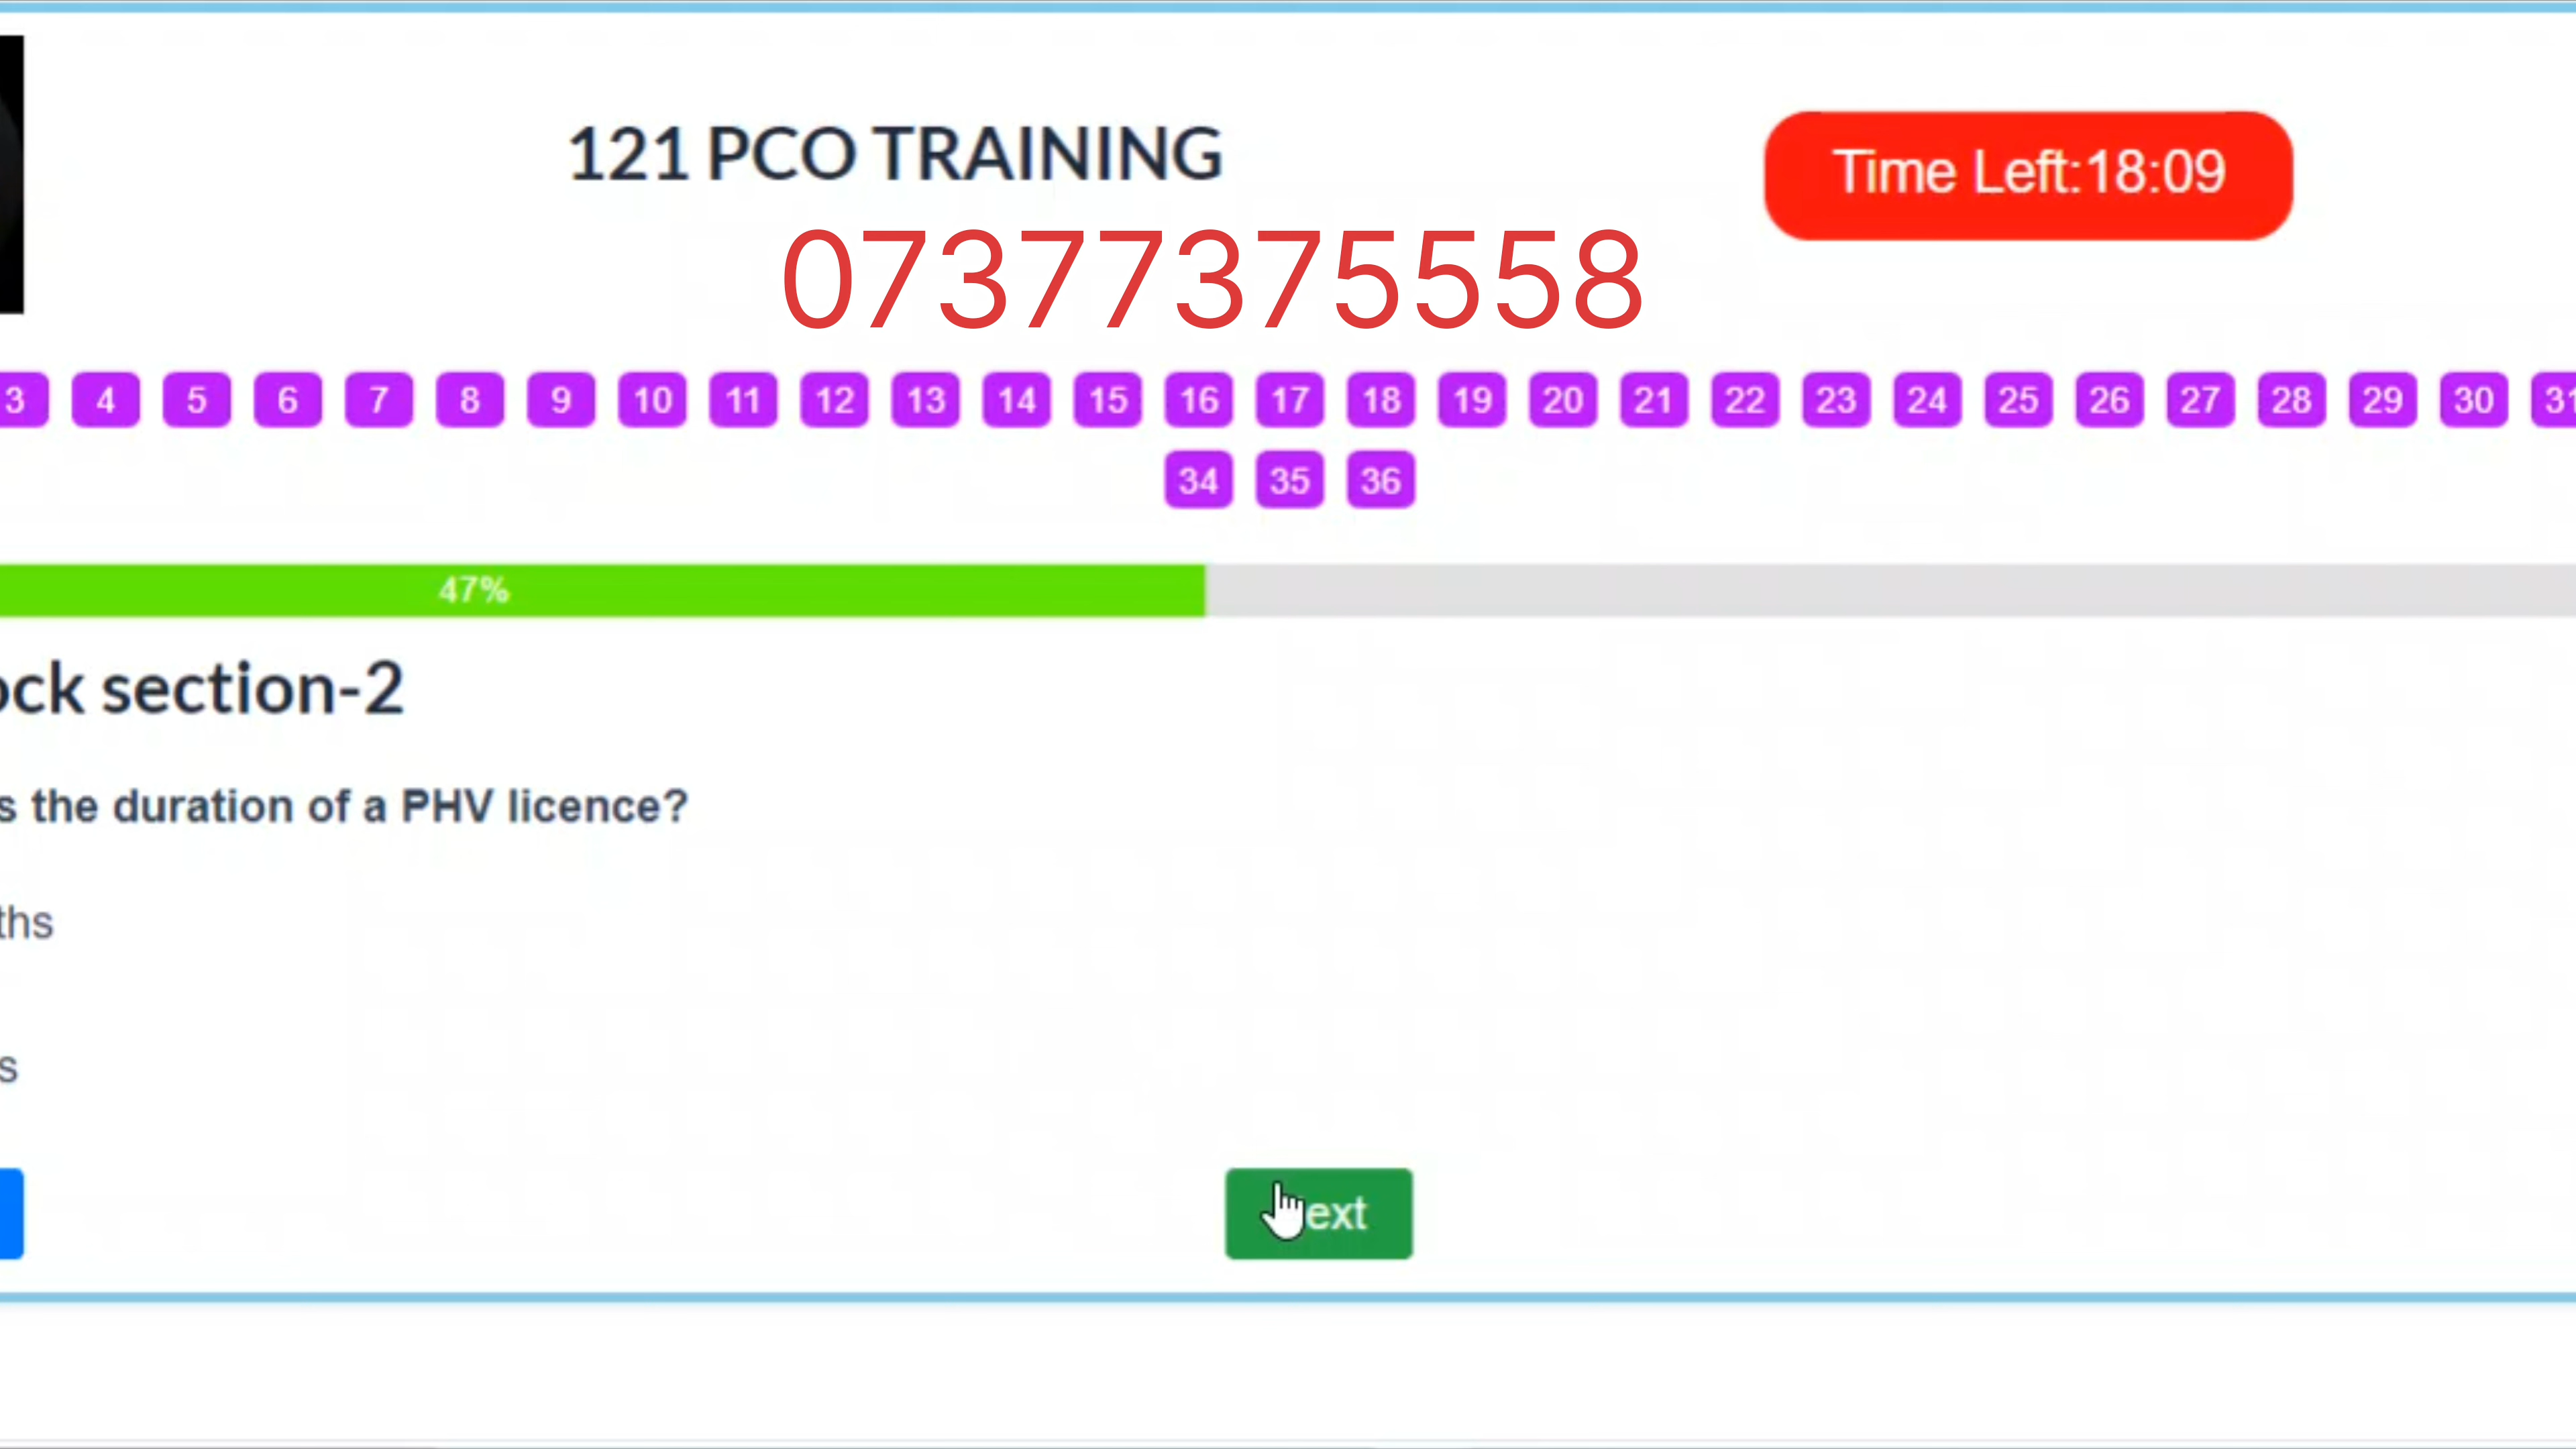 121 PCO TRAINING
Time Left:18:09
07377375558
3 4 5 6 7 8 9 10 11 12 13 14 15 16 17 18 19 20 21 22 23 24 25 26 27 28 29 30 31
34 35 36
47%
ock section-2
s the duration of a PHV licence?
ths
s
ext